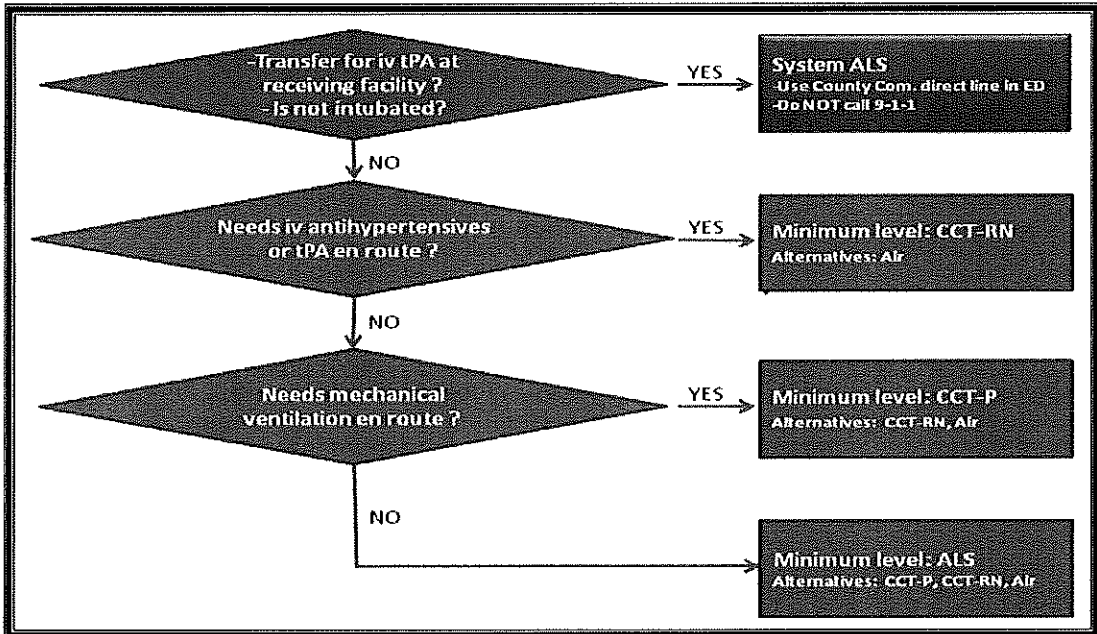 -Transfer for iv tPA at
receiving facility ?
- Is not intubated?
YES
System ALS
-Use County Com. direct line in ED
-Do NOT call 9-1-1
NO
Needs iv antihypertensives
or tPA en route ?
YES
Minimum level: CCT-RN
Alternatives: Air
NO
Needs mechanical
ventilation en route ?
YES
Minimum level: CCT-P
Alternatives: CCT-RN, Air
NO
Minimum level: ALS
Alternatives: CCT-P, CCT-RN, Air